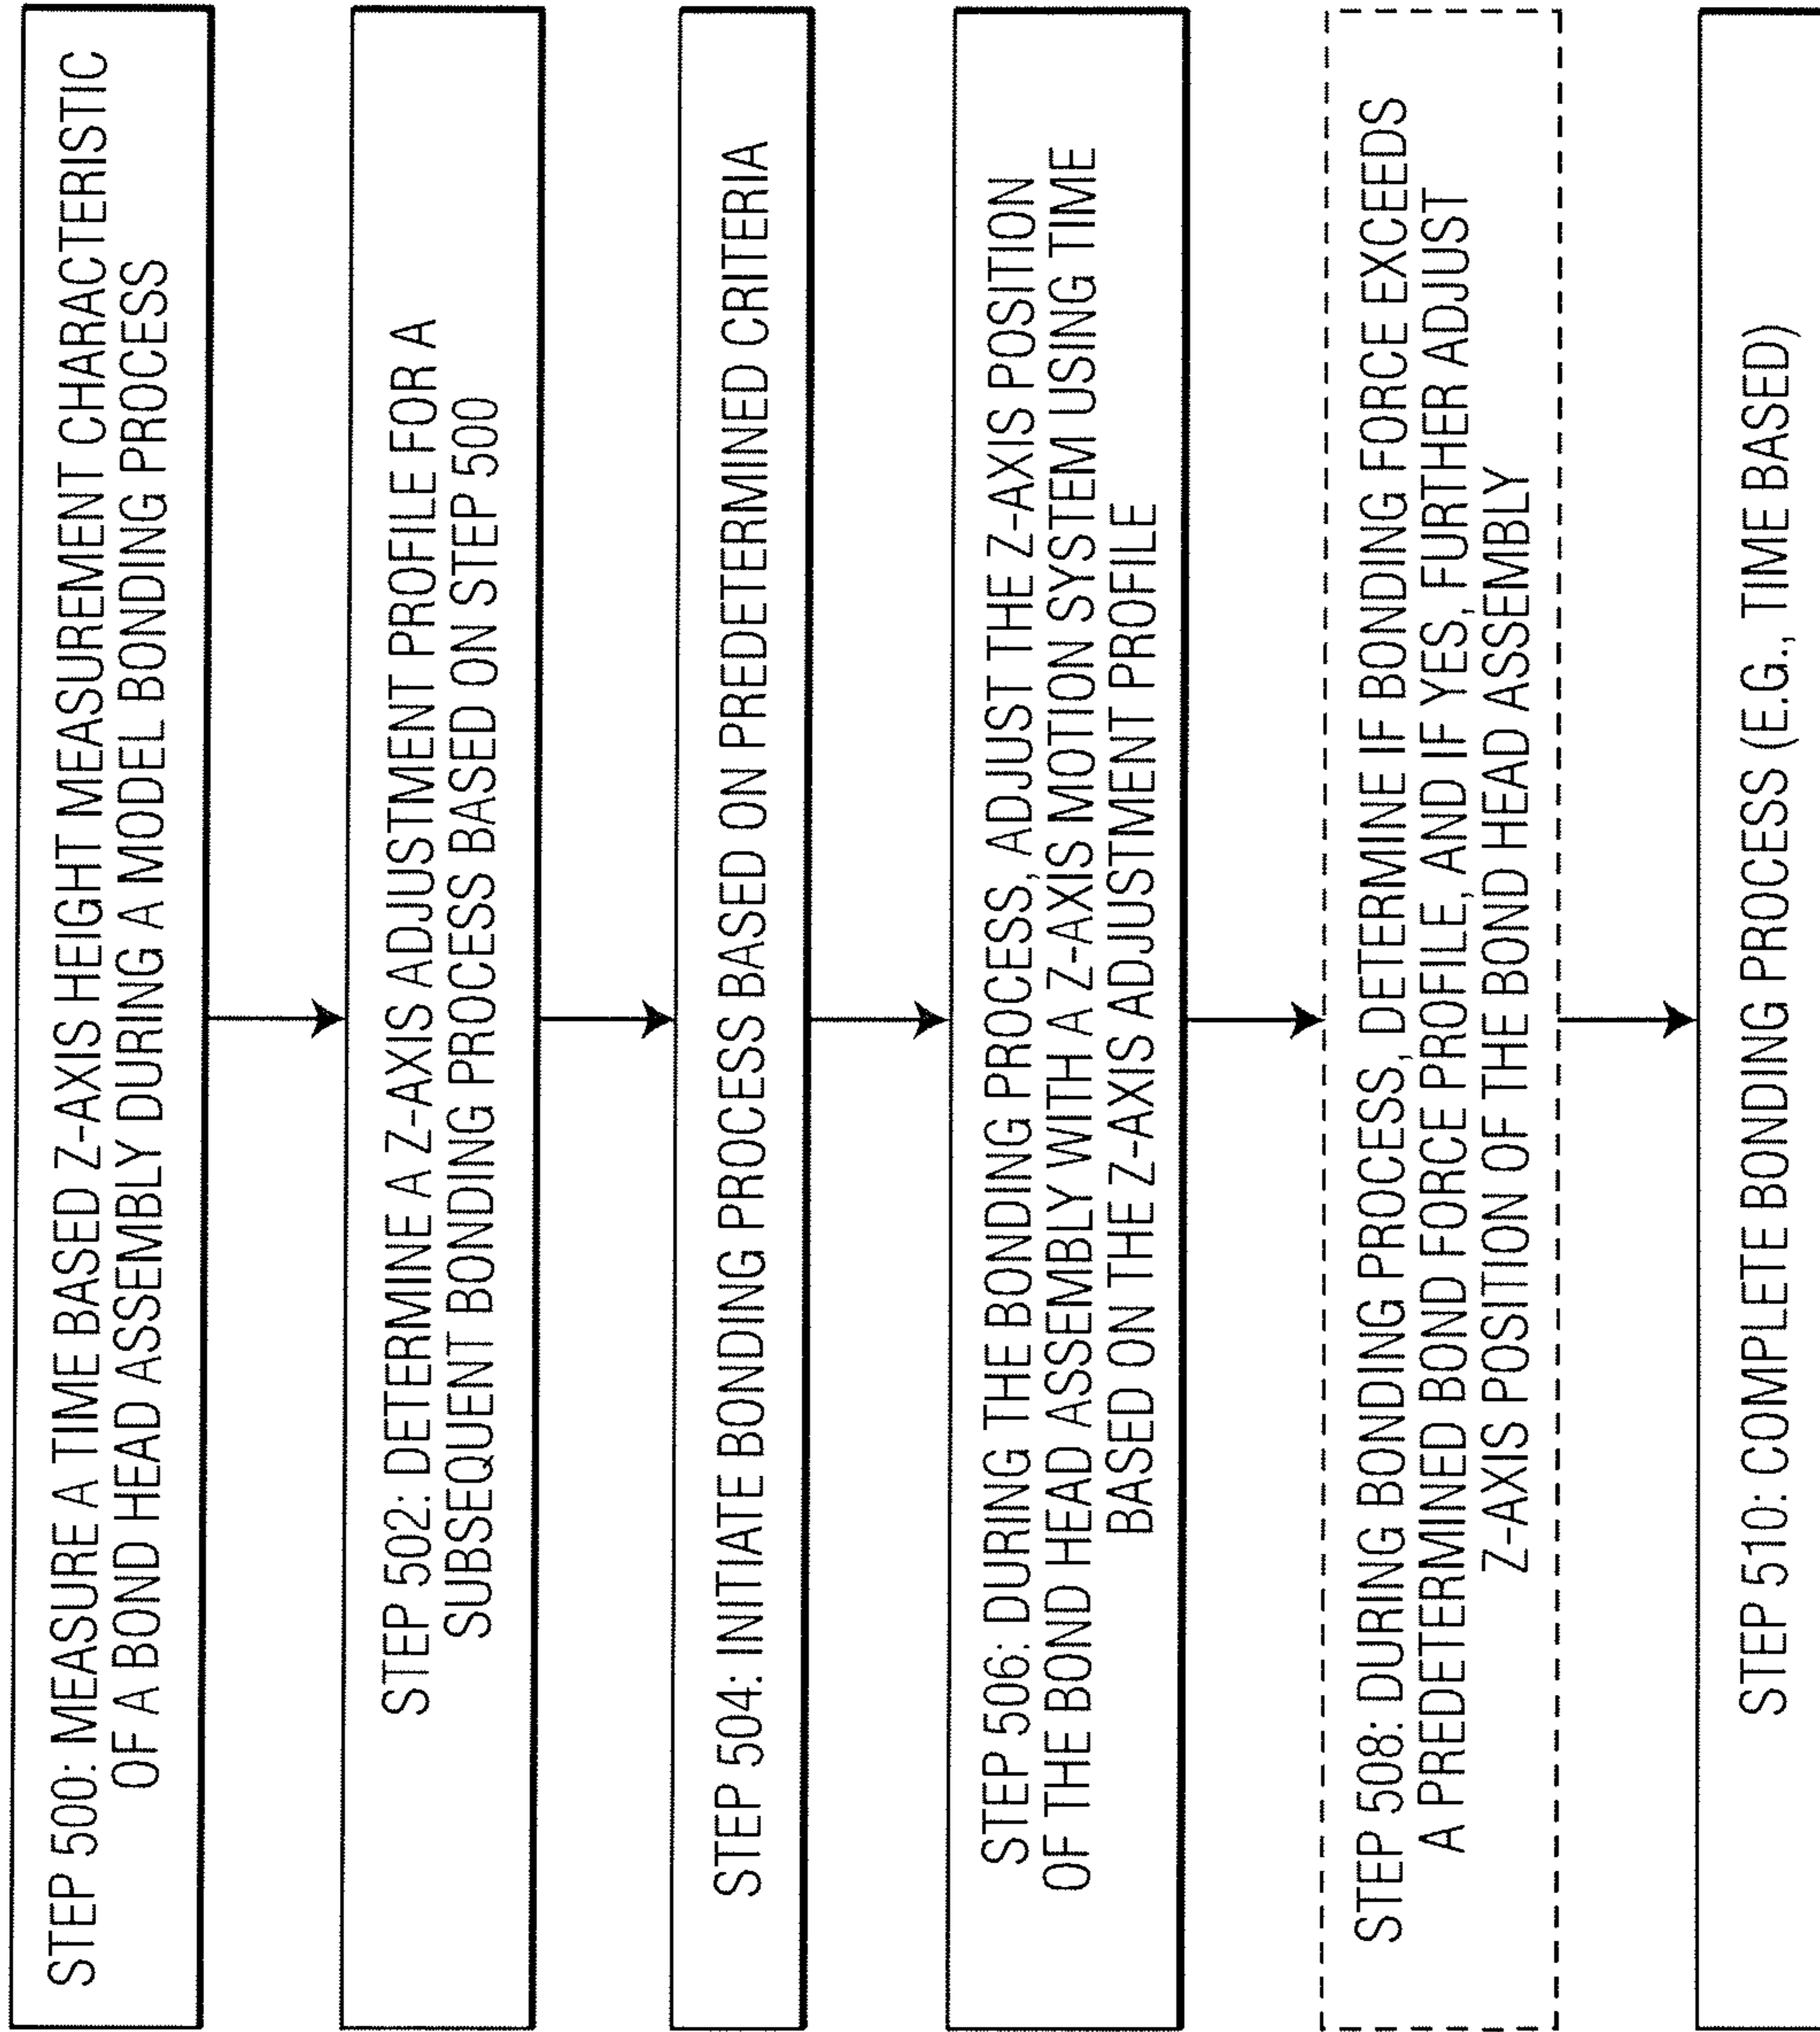 STEP 500: MEASURE A TIME BASED Z-AXIS HEIGHT MEASUREMENT CHARACTERISTIC
OF A BOND HEAD ASSEMBLY DURING A MODEL BONDING PROCESS
STEP 502: DETERMINE A Z-AXIS ADJUSTMENT PROFILE FOR A
SUBSEQUENT BONDING PROCESS BASED ON STEP 500
STEP 504: INITIATE BONDING PROCESS BASED ON PREDETERMINED CRITERIA
STEP 506: DURING THE BONDING PROCESS, ADJUST THE Z-AXIS POSITION
OF THE BOND HEAD ASSEMBLY WITH A Z-AXIS MOTION SYSTEM USING TIME
BASED ON THE Z-AXIS ADJUSTMENT PROFILE
STEP 508: DURING BONDING PROCESS, DETERMINE IF BONDING FORCE EXCEEDS
A PREDETERMINED BOND FORCE PROFILE, AND IF YES, FURTHER ADJUST
Z-AXIS POSITION OF THE BOND HEAD ASSEMBLY
STEP 510: COMPLETE BONDING PROCESS (E.G., TIME BASED)